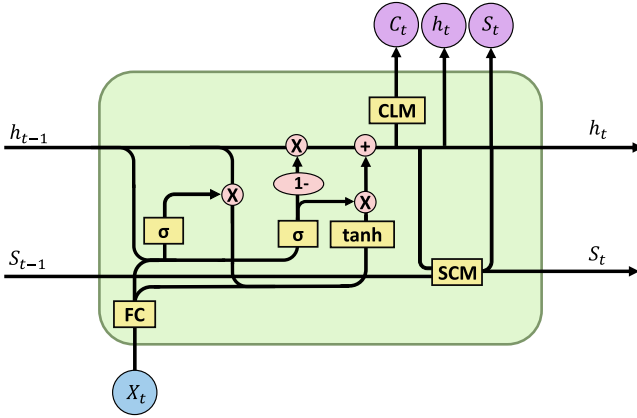 C_t h_t S_t
CLM
h_{t-1} X + h_t
1-
X X
σ σ tanh
S_{t-1} SCM S_t
FC
X_t